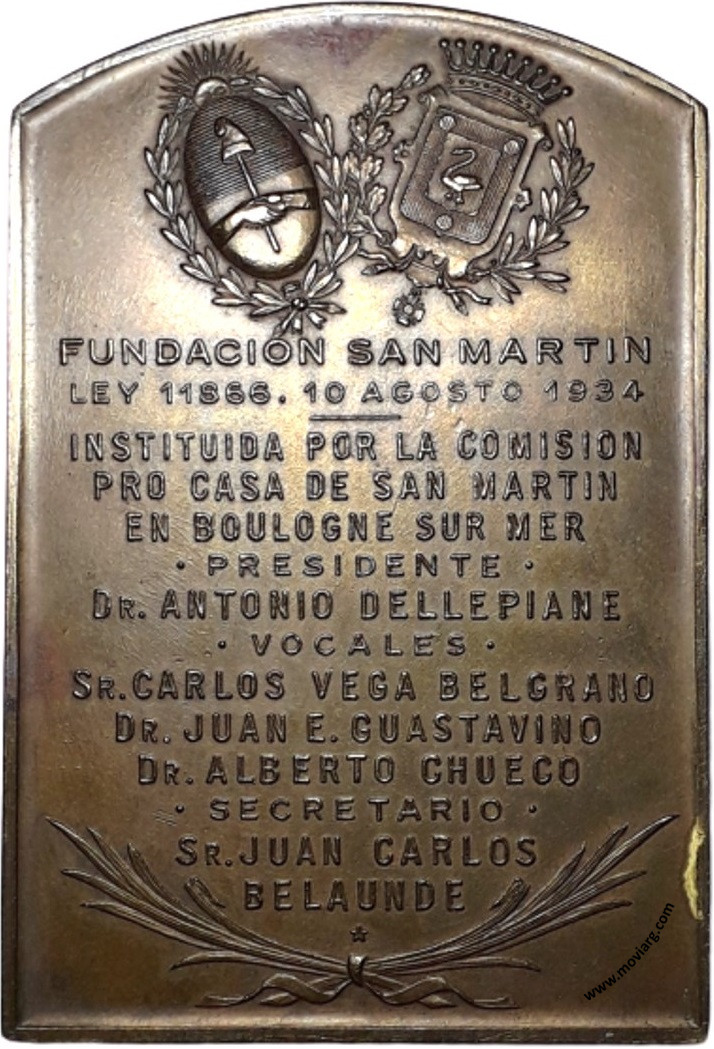 FUNDACIÓN SAN MARTIN
LEY 11866. 10 AGOSTO 1934
INSTITUIDA POR LA COMISION
PRO CASA DE SAN MARTIN
EN BOULOGNE SUR MER
· PRESIDENTE ·
DR. ANTONIO DELLEPIANE
· VOCALES ·
SR. CARLOS VEGA BELGRANO
DR. JUAN E. GUASTAVINO
DR. ALBERTO CHUECO
· SECRETARIO ·
SR. JUAN CARLOS
BELAUNDE
www.moviarg.com